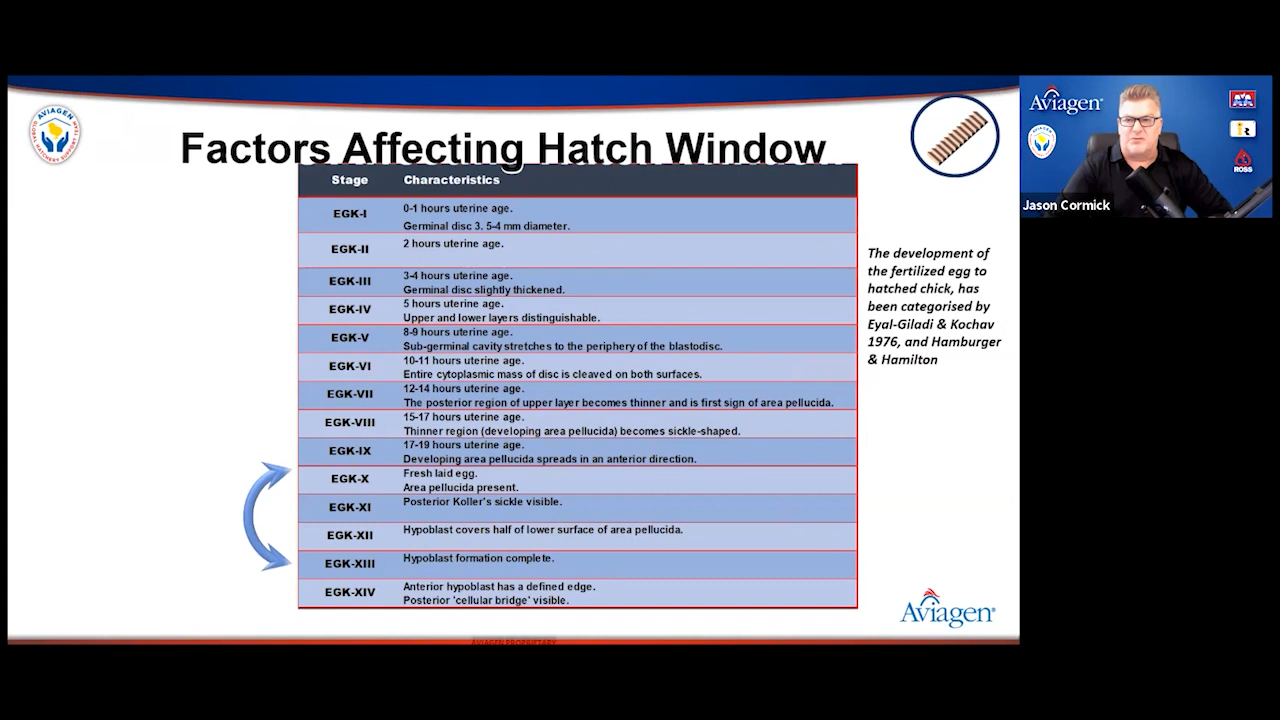 AVIAGEN
GLOBAL HATCHERY SUPPORT TEAM
Factors Affecting Hatch Window
Stage Characteristics
EGK-I 0-1 hours uterine age.
Germinal disc 3. 5-4 mm diameter.
EGK-II 2 hours uterine age.
EGK-III 3-4 hours uterine age.
Germinal disc slightly thickened.
EGK-IV 5 hours uterine age.
Upper and lower layers distinguishable.
EGK-V 8-9 hours uterine age.
Sub-germinal cavity stretches to the periphery of the blastodisc.
EGK-VI 10-11 hours uterine age.
Entire cytoplasmic mass of disc is cleaved on both surfaces.
EGK-VII 12-14 hours uterine age.
The posterior region of upper layer becomes thinner and is first sign of area pellucida.
EGK-VIII 15-17 hours uterine age.
Thinner region (developing area pellucida) becomes sickle-shaped.
EGK-IX 17-19 hours uterine age.
Developing area pellucida spreads in an anterior direction.
EGK-X Fresh laid egg.
Area pellucida present.
EGK-XI Posterior Koller's sickle visible.
EGK-XII Hypoblast covers half of lower surface of area pellucida.
EGK-XIII Hypoblast formation complete.
EGK-XIV Anterior hypoblast has a defined edge.
Posterior 'cellular bridge' visible.
The development of
the fertilized egg to
hatched chick, has
been categorised by
Eyal-Giladi & Kochav
1976, and Hamburger
& Hamilton
Aviagen
AVIAGEN PROPRIETARY
Aviagen
ROSS
Jason Cormick